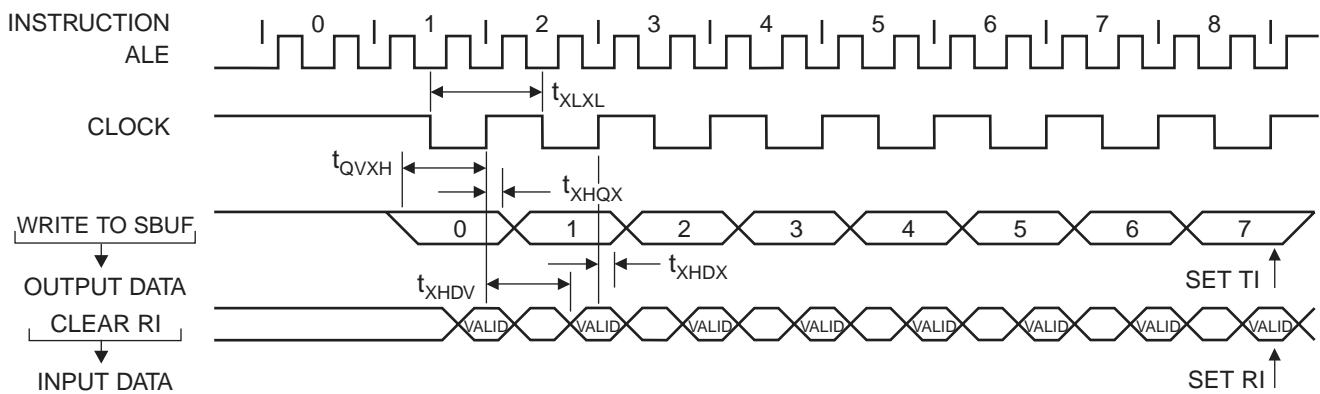 INSTRUCTION 0 1 2 3 4 5 6 7 8
ALE
tXLXL
CLOCK
tQVXH
tXHQX
WRITE TO SBUF 0 1 2 3 4 5 6 7
tXHDX
tXHDV
SET TI
OUTPUT DATA
CLEAR RI VALID VALID VALID VALID VALID VALID VALID VALID
INPUT DATA
SET RI